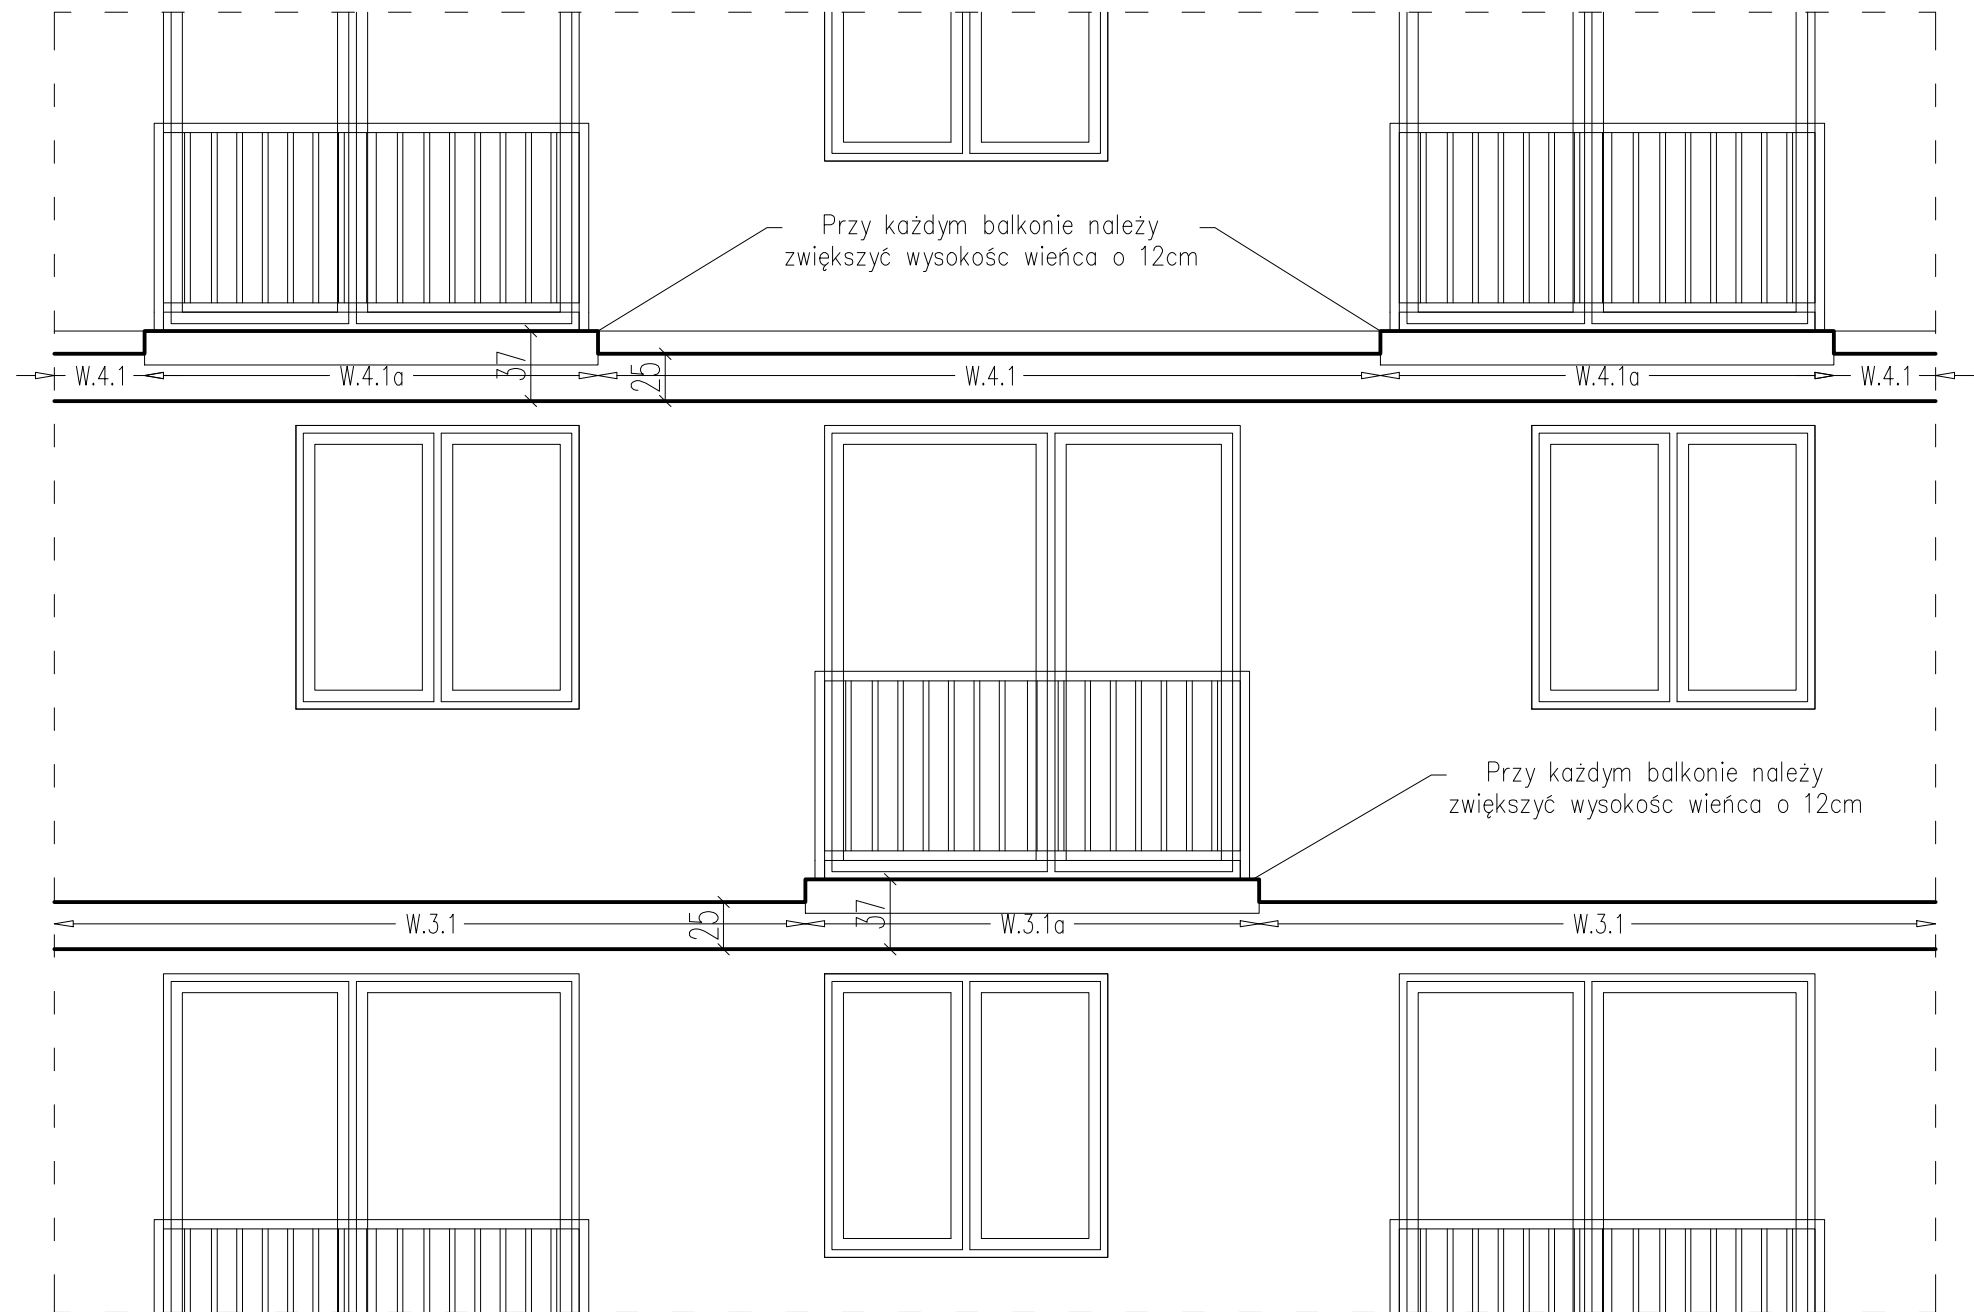 Przy każdym balkonie należy
zwiększyć wysokośc wieńca o 12cm
W.4.1
W.4.1a
37
25
W.4.1
W.4.1a
W.4.1
Przy każdym balkonie należy
zwiększyć wysokośc wieńca o 12cm
W.3.1
25
37
W.3.1a
W.3.1